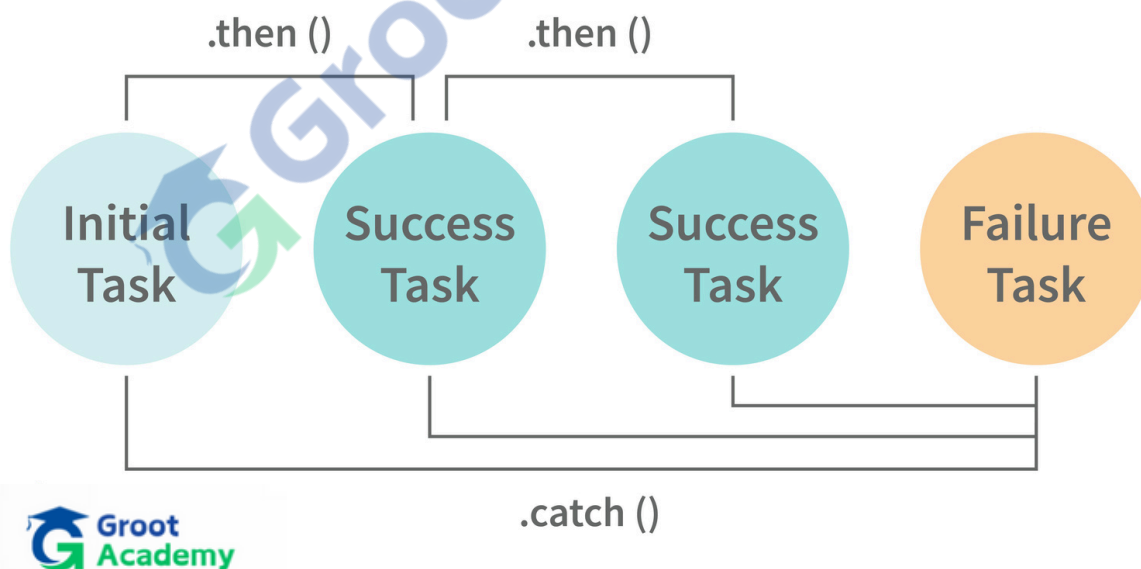 .then ()
.then ()
Initial
Task
Success
Task
Success
Task
Failure
Task
.catch ()
Groot
Academy